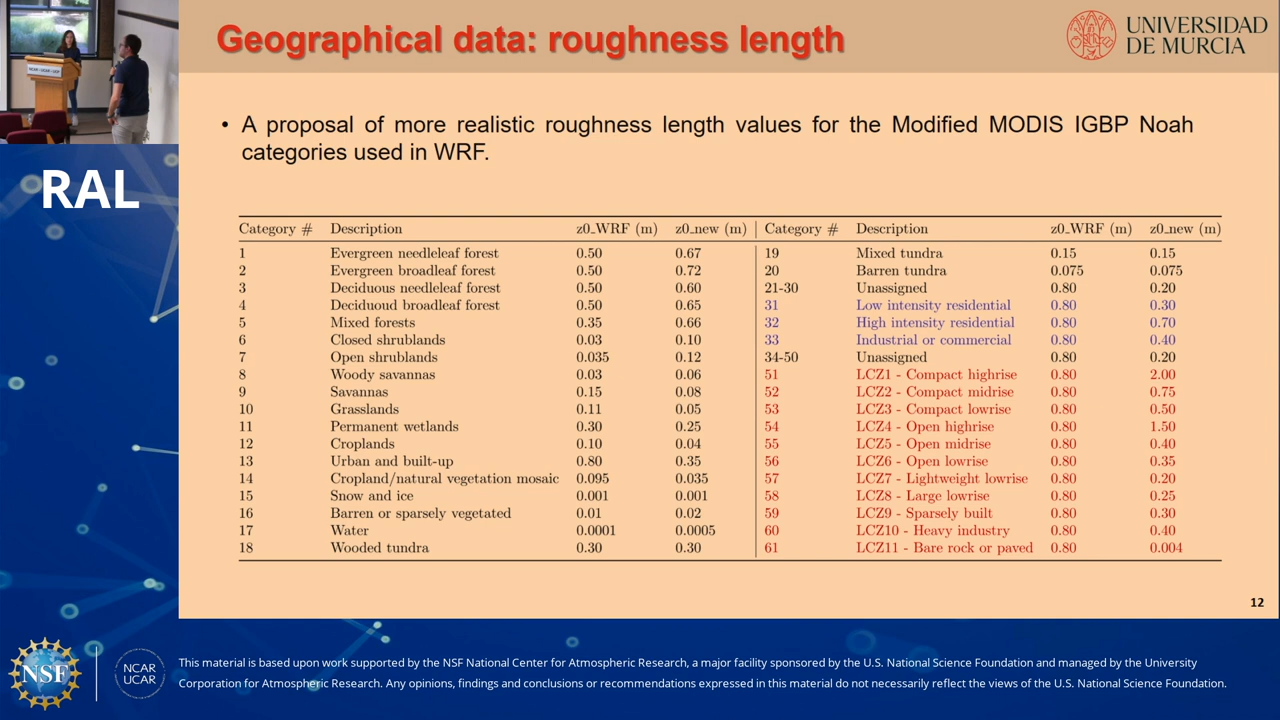 Geographical data: roughness length
UNIVERSIDAD
DE MURCIA
NCAR - UCAR - UCP
RAL
• A proposal of more realistic roughness length values for the Modified MODIS IGBP Noah
categories used in WRF.
Category # Description z0_WRF (m) z0_new (m) Category # Description z0_WRF (m) z0_new (m)
1 Evergreen needleleaf forest 0.50 0.67 19 Mixed tundra 0.15 0.15
2 Evergreen broadleaf forest 0.50 0.72 20 Barren tundra 0.075 0.075
3 Deciduous needleleaf forest 0.50 0.60 21-30 Unassigned 0.80 0.20
4 Deciduoud broadleaf forest 0.50 0.65 31 Low intensity residential 0.80 0.30
5 Mixed forests 0.35 0.66 32 High intensity residential 0.80 0.70
6 Closed shrublands 0.03 0.10 33 Industrial or commercial 0.80 0.40
7 Open shrublands 0.035 0.12 34-50 Unassigned 0.80 0.20
8 Woody savannas 0.03 0.06 51 LCZ1 - Compact highrise 0.80 2.00
9 Savannas 0.15 0.08 52 LCZ2 - Compact midrise 0.80 0.75
10 Grasslands 0.11 0.05 53 LCZ3 - Compact lowrise 0.80 0.50
11 Permanent wetlands 0.30 0.25 54 LCZ4 - Open highrise 0.80 1.50
12 Croplands 0.10 0.04 55 LCZ5 - Open midrise 0.80 0.40
13 Urban and built-up 0.80 0.35 56 LCZ6 - Open lowrise 0.80 0.35
14 Cropland/natural vegetation mosaic 0.095 0.035 57 LCZ7 - Lightweight lowrise 0.80 0.20
15 Snow and ice 0.001 0.001 58 LCZ8 - Large lowrise 0.80 0.25
16 Barren or sparsely vegetated 0.01 0.02 59 LCZ9 - Sparsely built 0.80 0.30
17 Water 0.0001 0.0005 60 LCZ10 - Heavy industry 0.80 0.40
18 Wooded tundra 0.30 0.30 61 LCZ11 - Bare rock or paved 0.80 0.004
12
NSF
NCAR
UCAR
This material is based upon work supported by the NSF National Center for Atmospheric Research, a major facility sponsored by the U.S. National Science Foundation and managed by the University
Corporation for Atmospheric Research. Any opinions, findings and conclusions or recommendations expressed in this material do not necessarily reflect the views of the U.S. National Science Foundation.